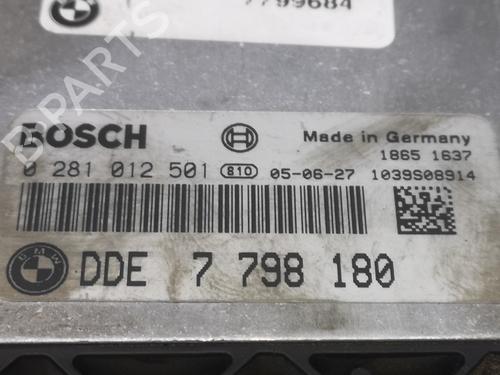 7799684
BOSCH
Made in Germany
1865 1637
0 281 012 501 810 05-06-27 1039S08914
BMW
DDE 7 798 180